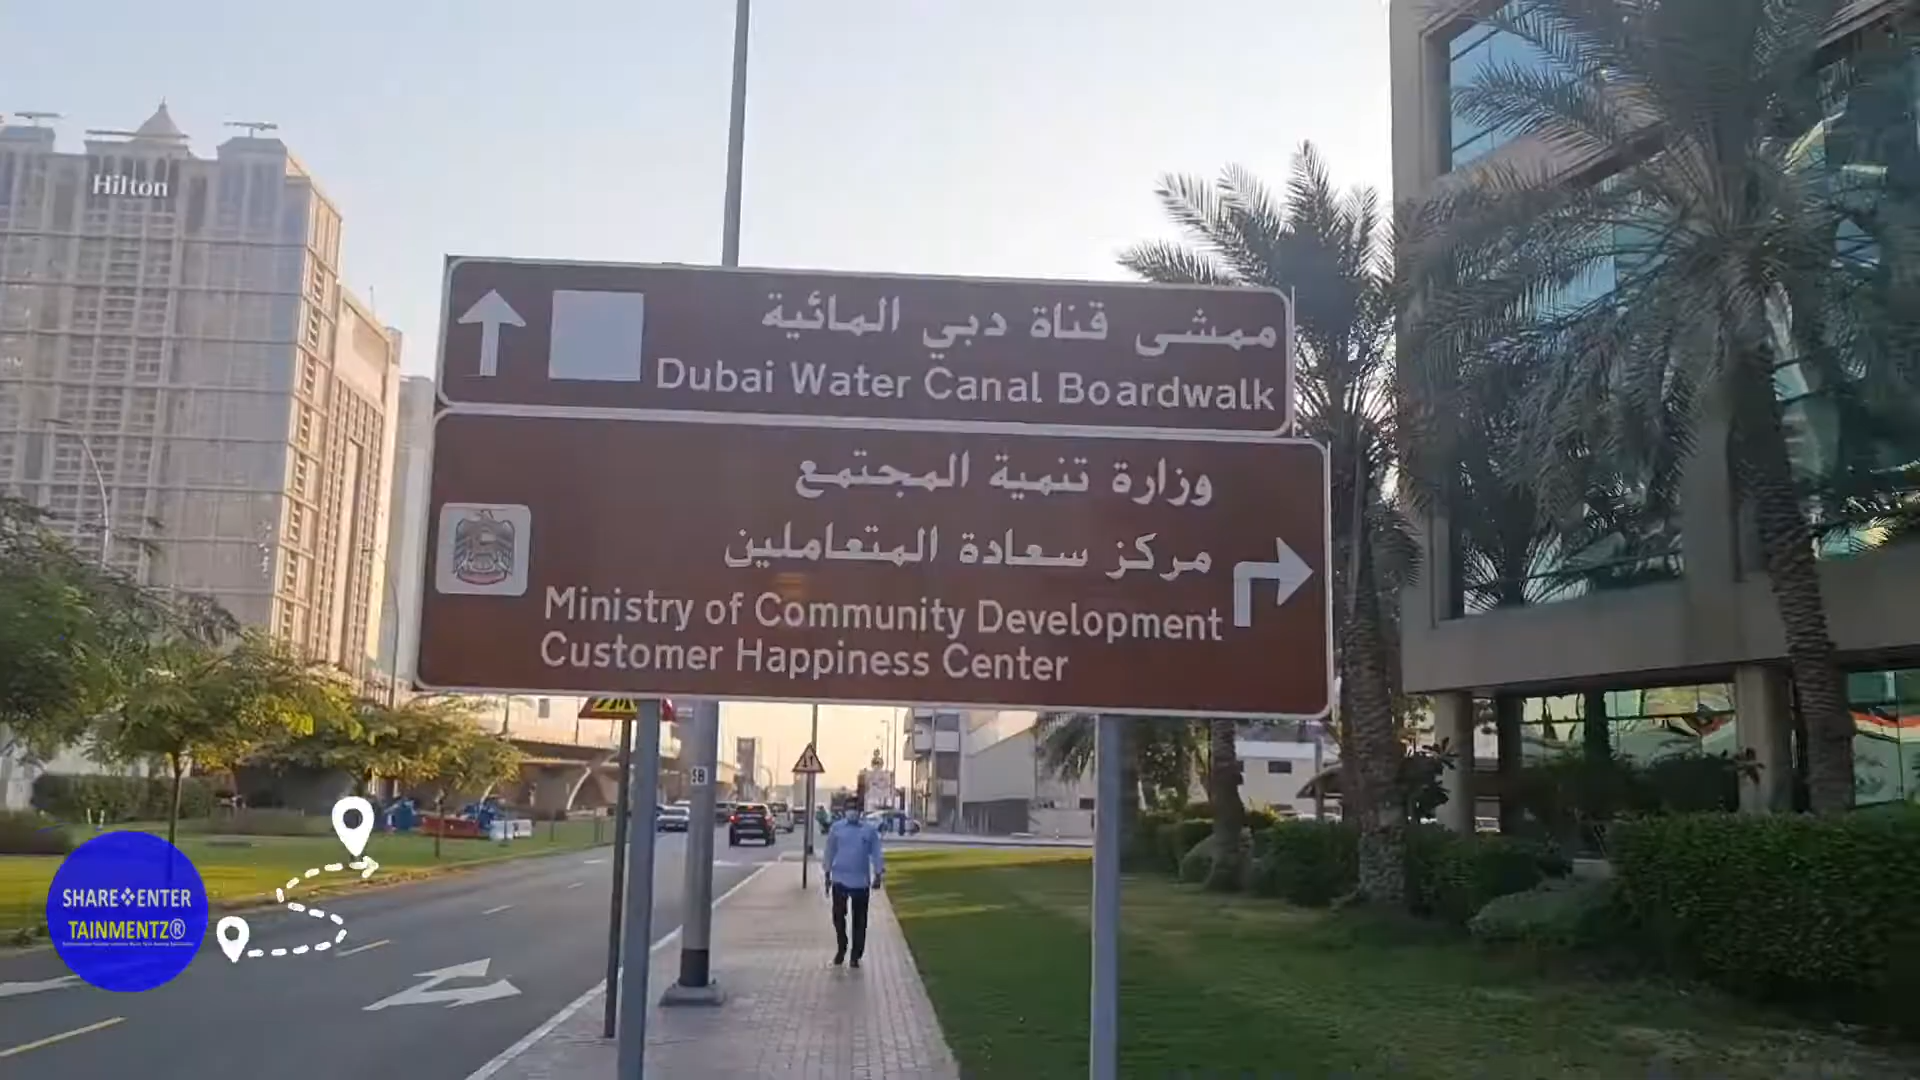 Hilton
ممشى قناة دبي المائية
Dubai Water Canal Boardwalk
وزارة تنمية المجتمع
مركز سعادة المتعاملين
Ministry of Community Development
Customer Happiness Center
SHARE❖ENTER
TAINMENTZ®